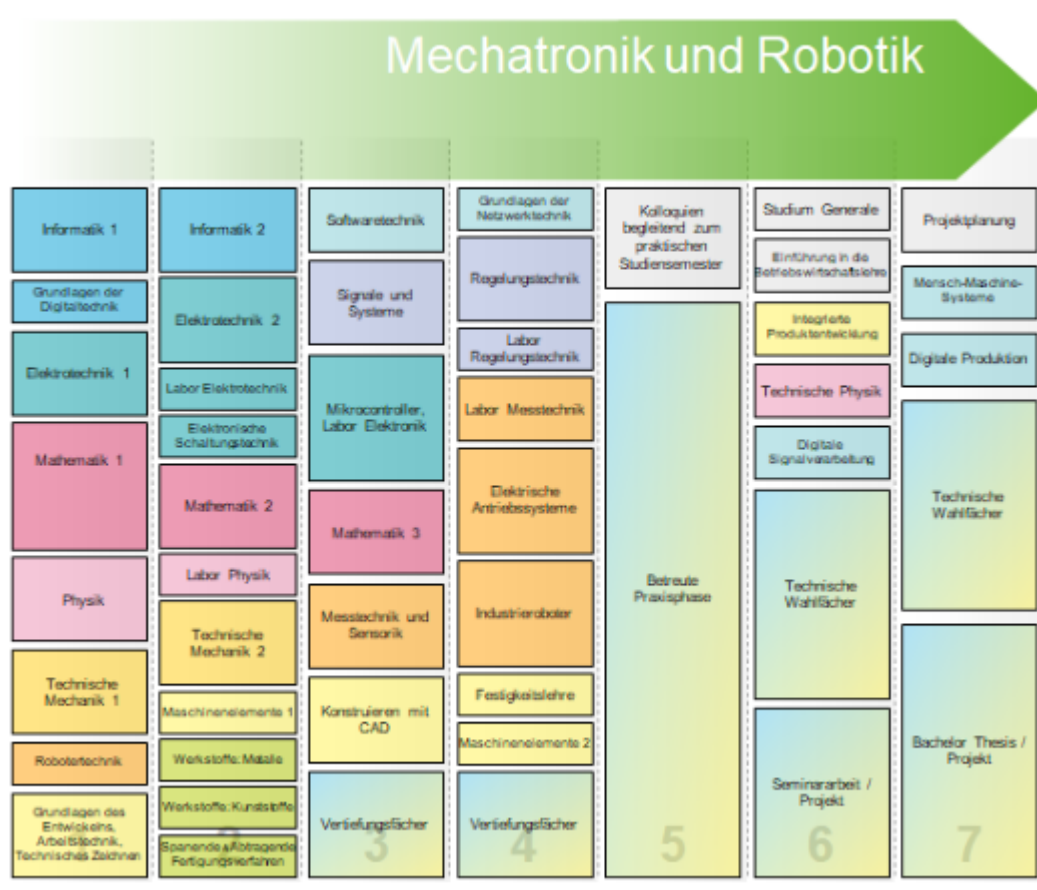 Mechatronik und Robotik
Informatik 1
Grundlagen der
Digitaltechnik
Elektrotechnik 1
Mathematik 1
Physik
Technische
Mechanik 1
Robotertechnik
Grundlagen des
Entwickelns,
Arbeitstechnik,
Technisches Zeichnen
Informatik 2
Elektrotechnik 2
Labor Elektrotechnik
Elektronische
Schaltungstechnik
Mathematik 2
Labor Physik
Technische
Mechanik 2
Maschinenelemente 1
Werkstoffe: Metalle
Werkstoffe: Kunststoffe
Spanende & Abtragende
Fertigungsverfahren
2
Softwaretechnik
Signale und
Systeme
Mikrocontroller,
Labor Elektronik
Mathematik 3
Messtechnik und
Sensorik
Konstruieren mit
CAD
Vertiefungsfächer
3
Grundlagen der
Netzwerktechnik
Regelungstechnik
Labor
Regelungstechnik
Labor Messtechnik
Elektrische
Antriebssysteme
Industrieroboter
Festigkeitslehre
Maschinenelemente 2
Vertiefungsfächer
4
Kolloquien
begleitend zum
praktischen
Studiensemester
Betreute
Praxisphase
5
Studium Generale
Einführung in die
Betriebswirtschaftslehre
Integrierte
Produktentwicklung
Technische Physik
Digitale
Signalverarbeitung
Technische
Wahlfächer
Seminararbeit /
Projekt
6
Projektplanung
Mensch-Maschine-
Systeme
Digitale Produktion
Technische
Wahlfächer
Bachelor Thesis /
Projekt
7